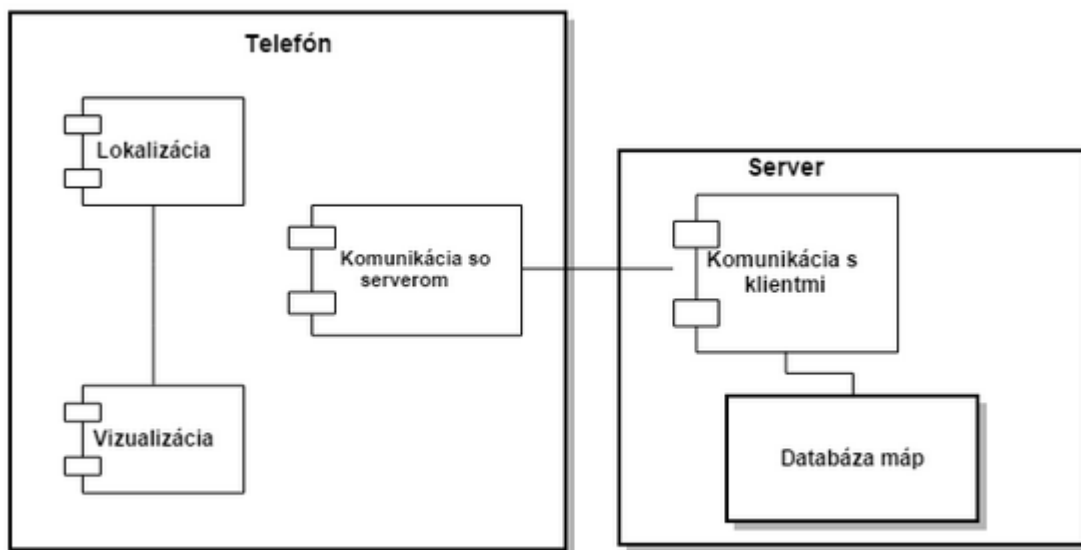 Telefón
Lokalizácia
Komunikácia so
serverom
Vizualizácia
Server
Komunikácia s
klientmi
Databáza máp